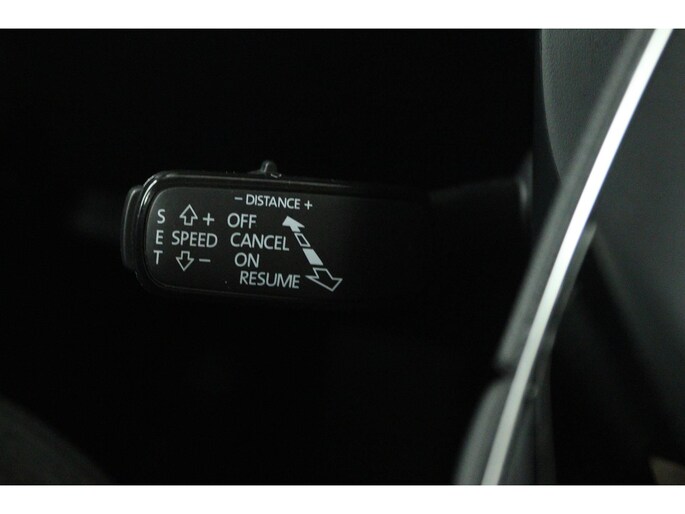 − DISTANCE +
S + OFF
E SPEED CANCEL
T − ON
RESUME